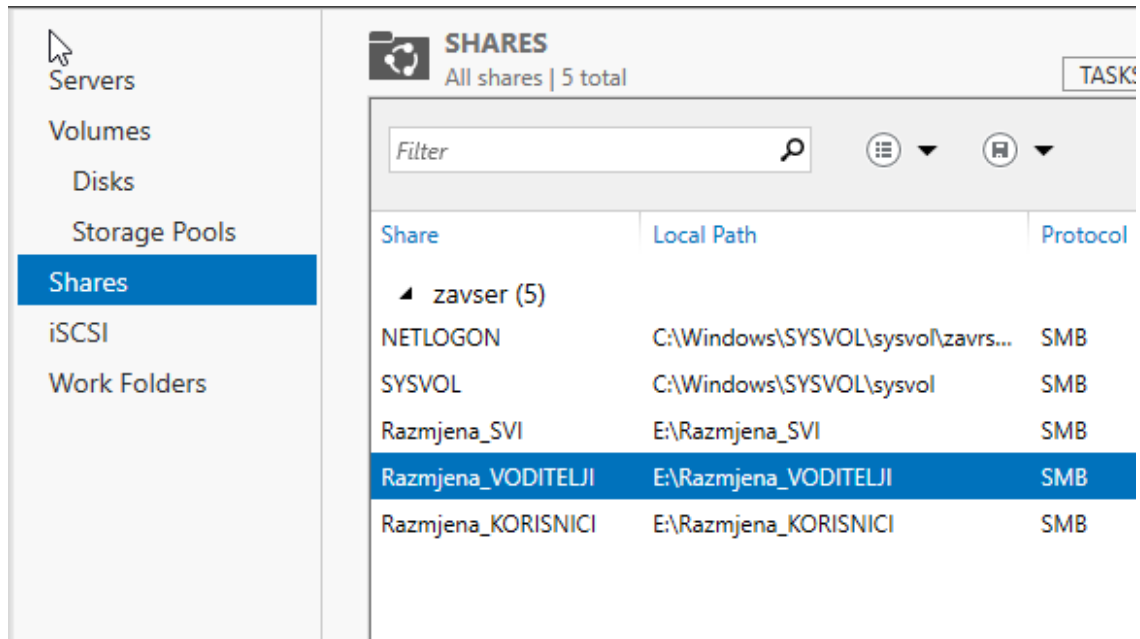 Servers
Volumes
Disks
Storage Pools
Shares
iSCSI
Work Folders
SHARES
All shares | 5 total
TASKS
Filter
Share Local Path Protocol
zavser (5)
NETLOGON C:\Windows\SYSVOL\sysvol\zavrs... SMB
SYSVOL C:\Windows\SYSVOL\sysvol SMB
Razmjena_SVI E:\Razmjena_SVI SMB
Razmjena_VODITELJI E:\Razmjena_VODITELJI SMB
Razmjena_KORISNICI E:\Razmjena_KORISNICI SMB